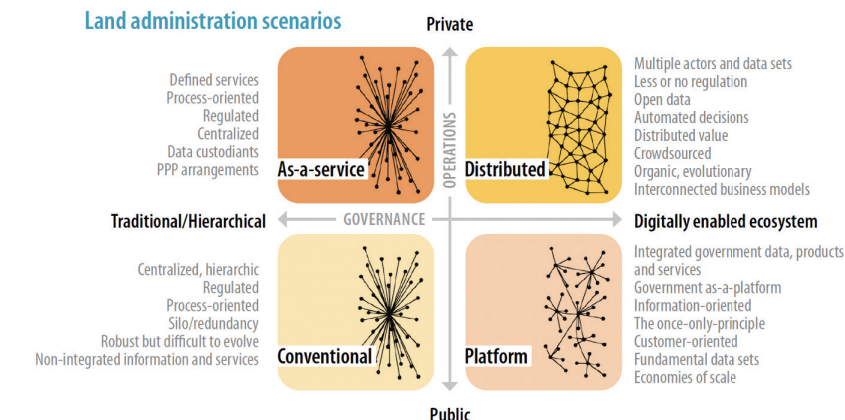 Land administration scenarios
Private
Defined services
Process-oriented
Regulated
Centralized
Data custodiants
PPP arrangements
As-a-service
OPERATIONS
Distributed
Multiple actors and data sets
Less or no regulation
Open data
Automated decisions
Distributed value
Crowdsourced
Organic, evolutionary
Interconnected business models
Traditional/Hierarchical
GOVERNANCE
Digitally enabled ecosystem
Centralized, hierarchic
Regulated
Process-oriented
Silo/redundancy
Robust but difficult to evolve
Non-integrated information and services
Conventional
Platform
Integrated government data, products
and services
Government as-a-platform
Information-oriented
The once-only-principle
Customer-oriented
Fundamental data sets
Economies of scale
Public